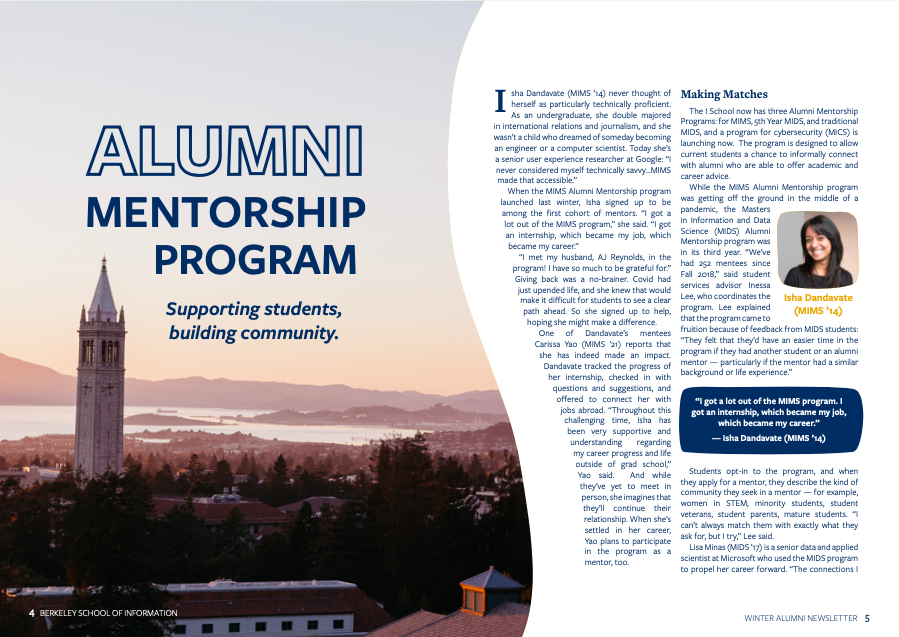 ALUMNI
MENTORSHIP
PROGRAM
Supporting students,
building community.
4 BERKELEY SCHOOL OF INFORMATION
Isha Dandavate (MIMS '14) never thought of
herself as particularly technically proficient.
As an undergraduate, she double majored
in international relations and journalism, and she
wasn't a child who dreamed of someday becoming
an engineer or a computer scientist. Today she's
a senior user experience researcher at Google: "I
never considered myself technically savvy...MIMS
made that accessible."
When the MIMS Alumni Mentorship program
launched last winter, Isha signed up to be
among the first cohort of mentors. "I got a
lot out of the MIMS program," she said. "I got
an internship, which became my job, which
became my career."
"I met my husband, AJ Reynolds, in the
program! I have so much to be grateful for."
Giving back was a no-brainer. Covid had
just upended life, and she knew that would
make it difficult for students to see a clear
path ahead. So she signed up to help,
hoping she might make a difference.
One of Dandavate's mentees
Carissa Yao (MIMS '21) reports that
she has indeed made an impact.
Dandavate tracked the progress of
her internship, checked in with
questions and suggestions, and
offered to connect her with
jobs abroad. "Throughout this
challenging time, Isha has
been very supportive and
understanding regarding
my career progress and life
outside of grad school,"
Yao said. And while
they've yet to meet in
person, she imagines that
they'll continue their
relationship. When she's
settled in her career,
Yao plans to participate
in the program as a
mentor, too.
Making Matches
The I School now has three Alumni Mentorship
Programs: for MIMS, 5th Year MIDS, and traditional
MIDS, and a program for cybersecurity (MICS) is
launching now. The program is designed to allow
current students a chance to informally connect
with alumni who are able to offer academic and
career advice.
While the MIMS Alumni Mentorship program
was getting off the ground in the middle of a
pandemic, the Masters
in Information and Data
Science (MIDS) Alumni
Mentorship program was
in its third year. "We've
had 252 mentees since
Fall 2018," said student
services advisor Inessa
Lee, who coordinates the
program. Lee explained
that the program came to
fruition because of feedback from MIDS students:
"They felt that they'd have an easier time in the
program if they had another student or an alumni
mentor — particularly if the mentor had a similar
background or life experience."
Isha Dandavate
(MIMS '14)
"I got a lot out of the MIMS program. I
got an internship, which became my job,
which became my career."
— Isha Dandavate (MIMS '14)
Students opt-in to the program, and when
they apply for a mentor, they describe the kind of
community they seek in a mentor — for example,
women in STEM, minority students, student
veterans, student parents, mature students. "I
can't always match them with exactly what they
ask for, but I try," Lee said.
Lisa Minas (MIDS '17) is a senior data and applied
scientist at Microsoft who used the MIDS program
to propel her career forward. "The connections I
WINTER ALUMNI NEWSLETTER 5